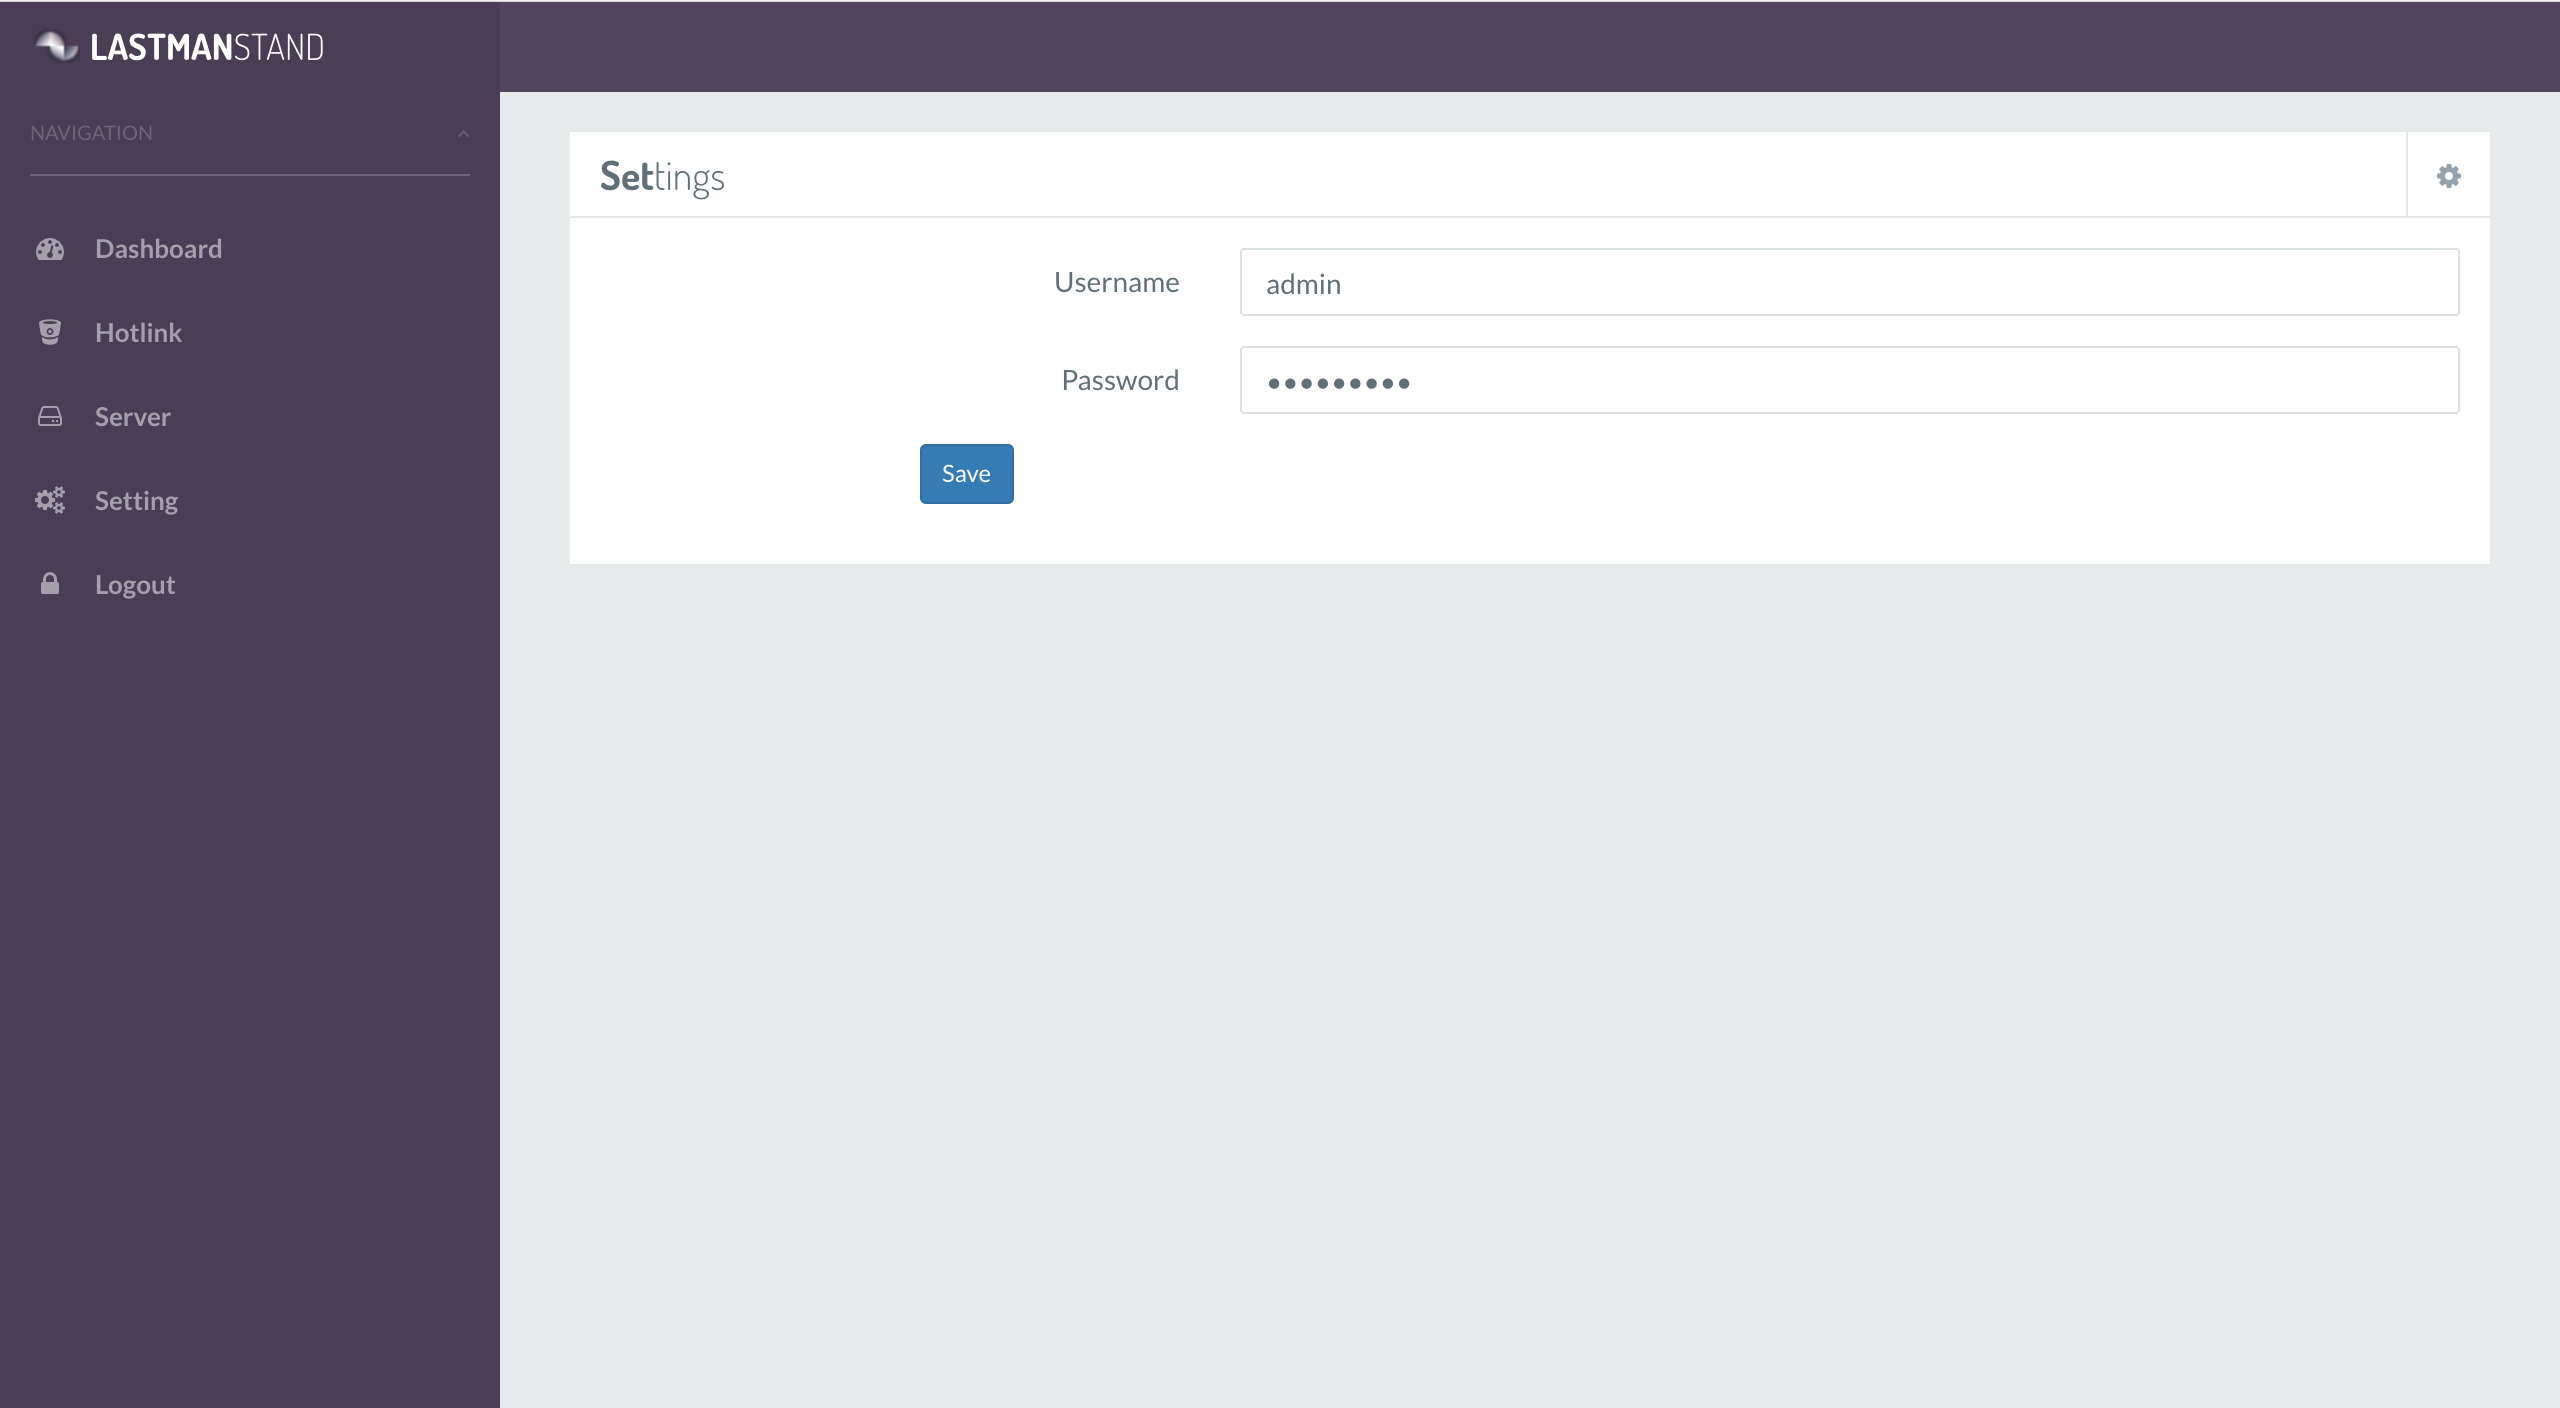 LASTMANSTAND
NAVIGATION
Dashboard
Hotlink
Server
Setting
Logout
Settings
Username
admin
Password
•••••••••
Save